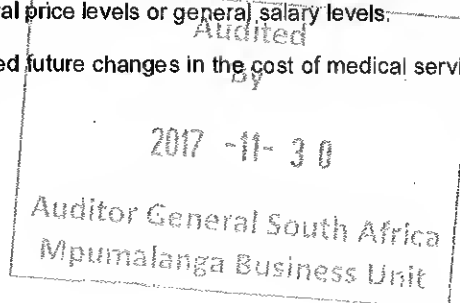 ral price levels or general salary levels.
Audited
ed future changes in the cost of medical servi
By
2017 -11- 30
Auditor General South Africa
Mpumalanga Business Unit